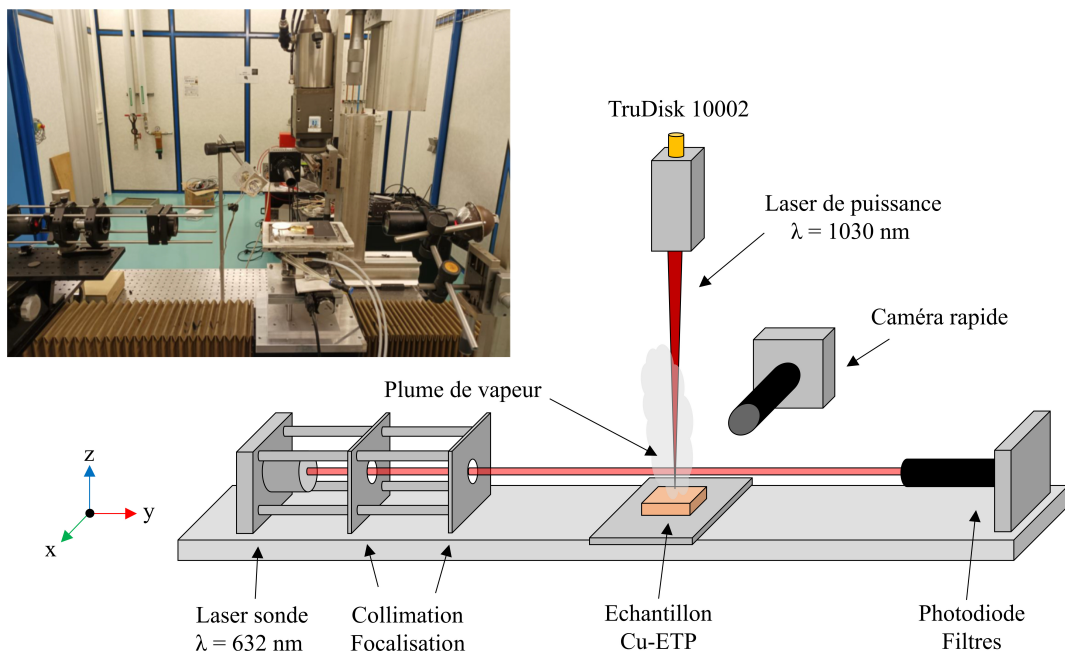 TruDisk 10002
Laser de puissance
λ = 1030 nm
Caméra rapide
Plume de vapeur
z
y
x
Laser sonde
λ = 632 nm
Collimation
Focalisation
Echantillon
Cu-ETP
Photodiode
Filtres